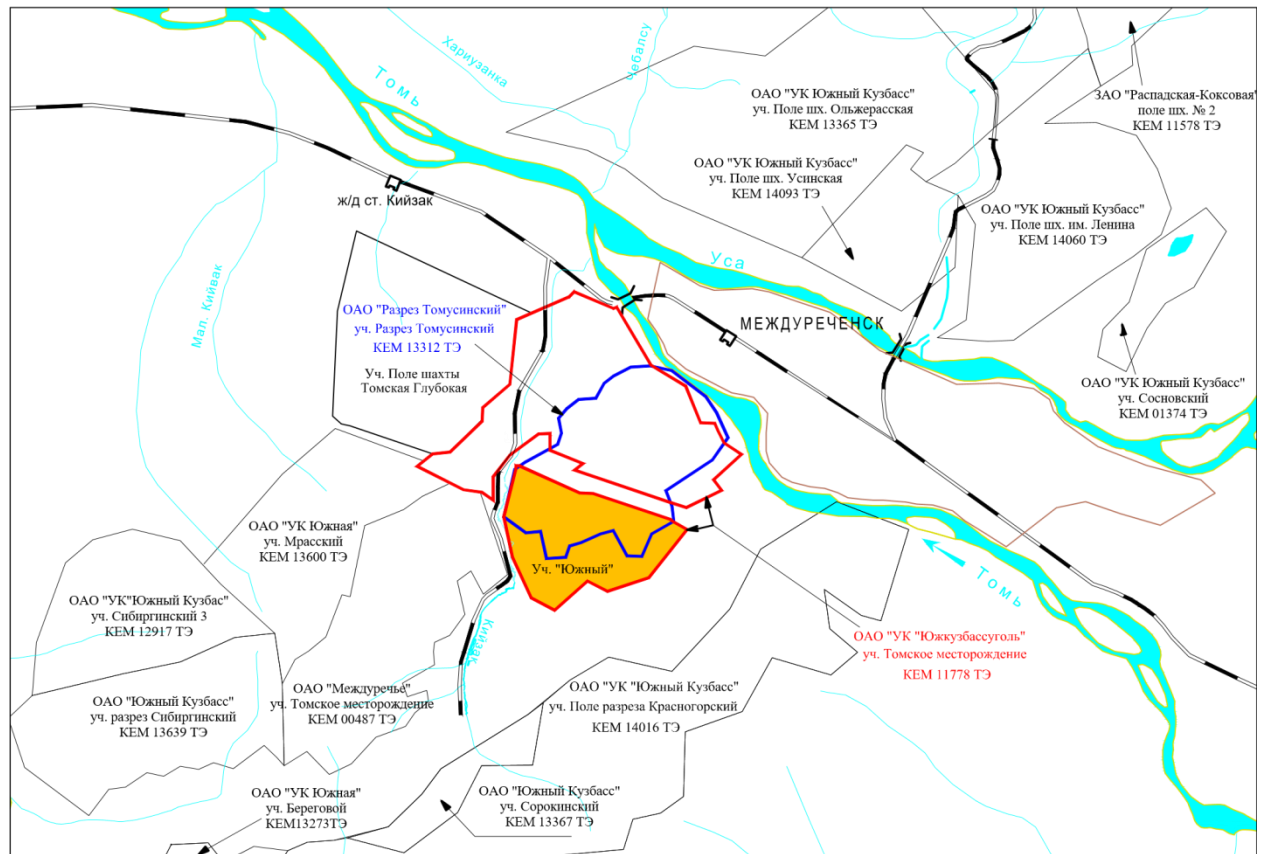 Хариузанка
Чебалсу
Томь
ОАО "УК Южный Кузбасс"
уч. Поле шх. Ольжерасская
КЕМ 13365 ТЭ
ЗАО "Распадская-Коксовая"
поле шх. № 2
КЕМ 11578 ТЭ
ОАО "УК Южный Кузбасс"
уч. Поле шх. Усинская
КЕМ 14093 ТЭ
ж/д ст. Кийзак
ОАО "УК Южный Кузбасс"
уч. Поле шх. им. Ленина
КЕМ 14060 ТЭ
Уса
Мал. Кийвак
ОАО "Разрез Томусинский"
уч. Разрез Томусинский
КЕМ 13312 ТЭ
Уч. Поле шахты
Томская Глубокая
МЕЖДУРЕЧЕНСК
ОАО "УК Южный Кузбасс"
уч. Сосновский
КЕМ 01374 ТЭ
ОАО "УК Южная"
уч. Мрасский
КЕМ 13600 ТЭ
Уч. "Южный"
Томь
ОАО "УК"Южный Кузбас"
уч. Сибиргинский 3
КЕМ 12917 ТЭ
Кийзак
ОАО "УК "Южкузбассуголь"
уч. Томское месторождение
КЕМ 11778 ТЭ
ОАО "Южный Кузбасс"
уч. разрез Сибиргинский
КЕМ 13639 ТЭ
ОАО "Междуречье"
уч. Томское месторождение
КЕМ 00487 ТЭ
ОАО "УК "Южный Кузбасс"
уч. Поле разреза Красногорский
КЕМ 14016 ТЭ
ОАО "УК Южная"
уч. Береговой
КЕМ13273ТЭ
ОАО "Южный Кузбасс"
уч. Сорокинский
КЕМ 13367 ТЭ